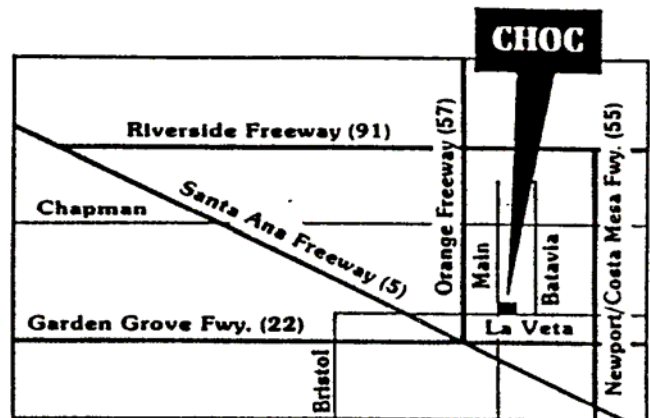 CHOC
Riverside Freeway (91)
Orange Freeway (57)
Newport/Costa Mesa Fwy. (55)
Santa Ana Freeway (5)
Chapman
Main
Batavia
Garden Grove Fwy. (22)
La Veta
Bristol